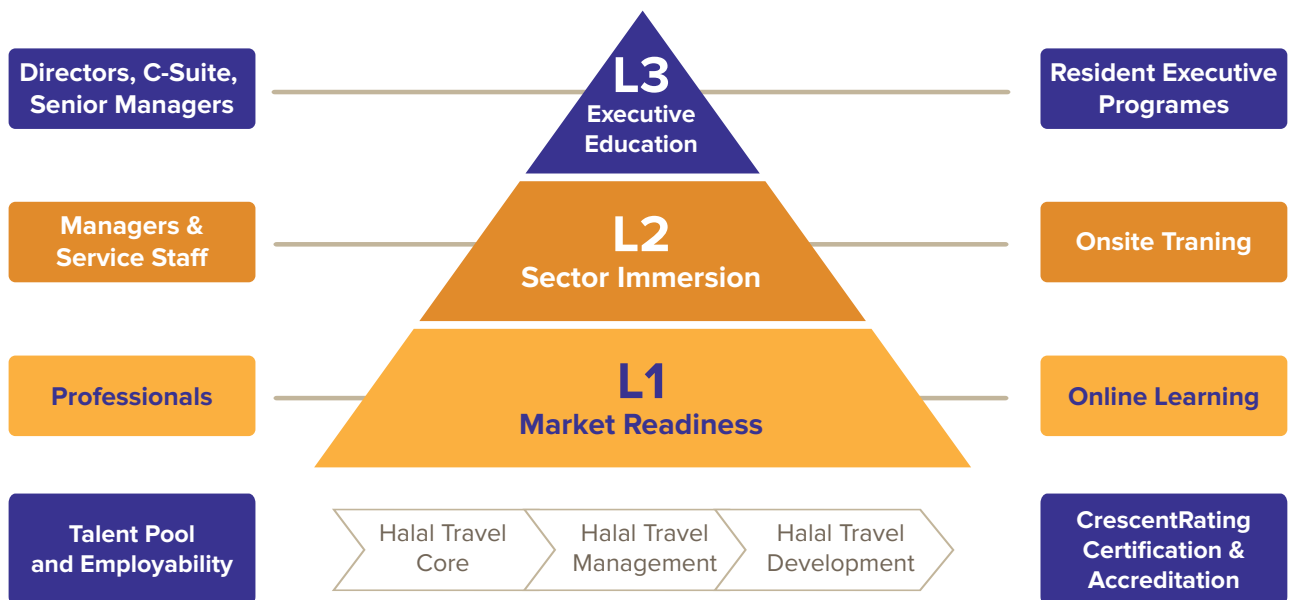 Directors, C-Suite,
Senior Managers
L3
Executive
Education
Resident Executive
Programes
Managers &
Service Staff
L2
Sector Immersion
Onsite Traning
Professionals
L1
Market Readiness
Online Learning
Talent Pool
and Employability
Halal Travel
Core
Halal Travel
Management
Halal Travel
Development
CrescentRating
Certification &
Accreditation